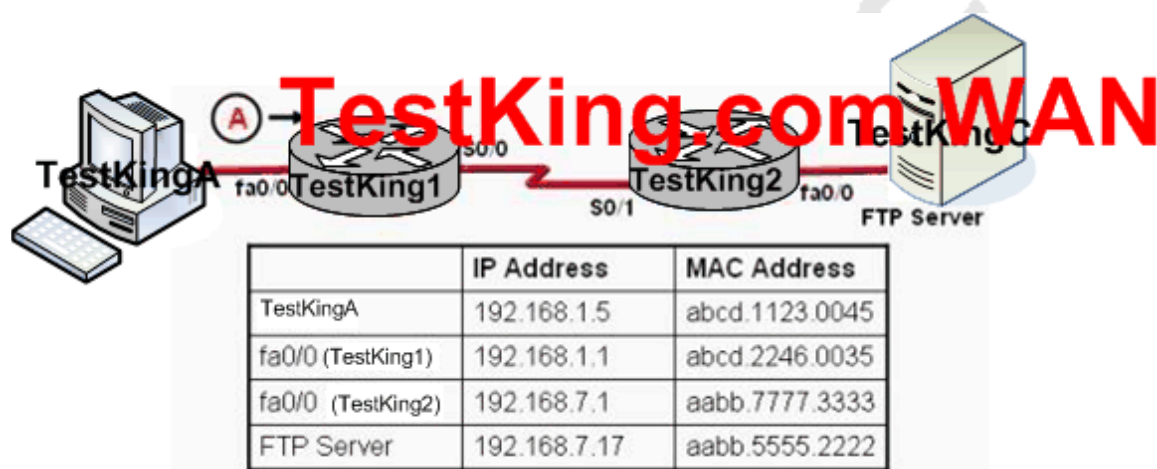 TestKing.com WAN
A
TestKingA
fa0/0
TestKing1
S0/0
S0/1
TestKing2
fa0/0
TestKingC
FTP Server
IP Address MAC Address
TestKingA 192.168.1.5 abcd.1123.0045
fa0/0 (TestKing1) 192.168.1.1 abcd.2246.0035
fa0/0 (TestKing2) 192.168.7.1 aabb.7777.3333
FTP Server 192.168.7.17 aabb.5555.2222